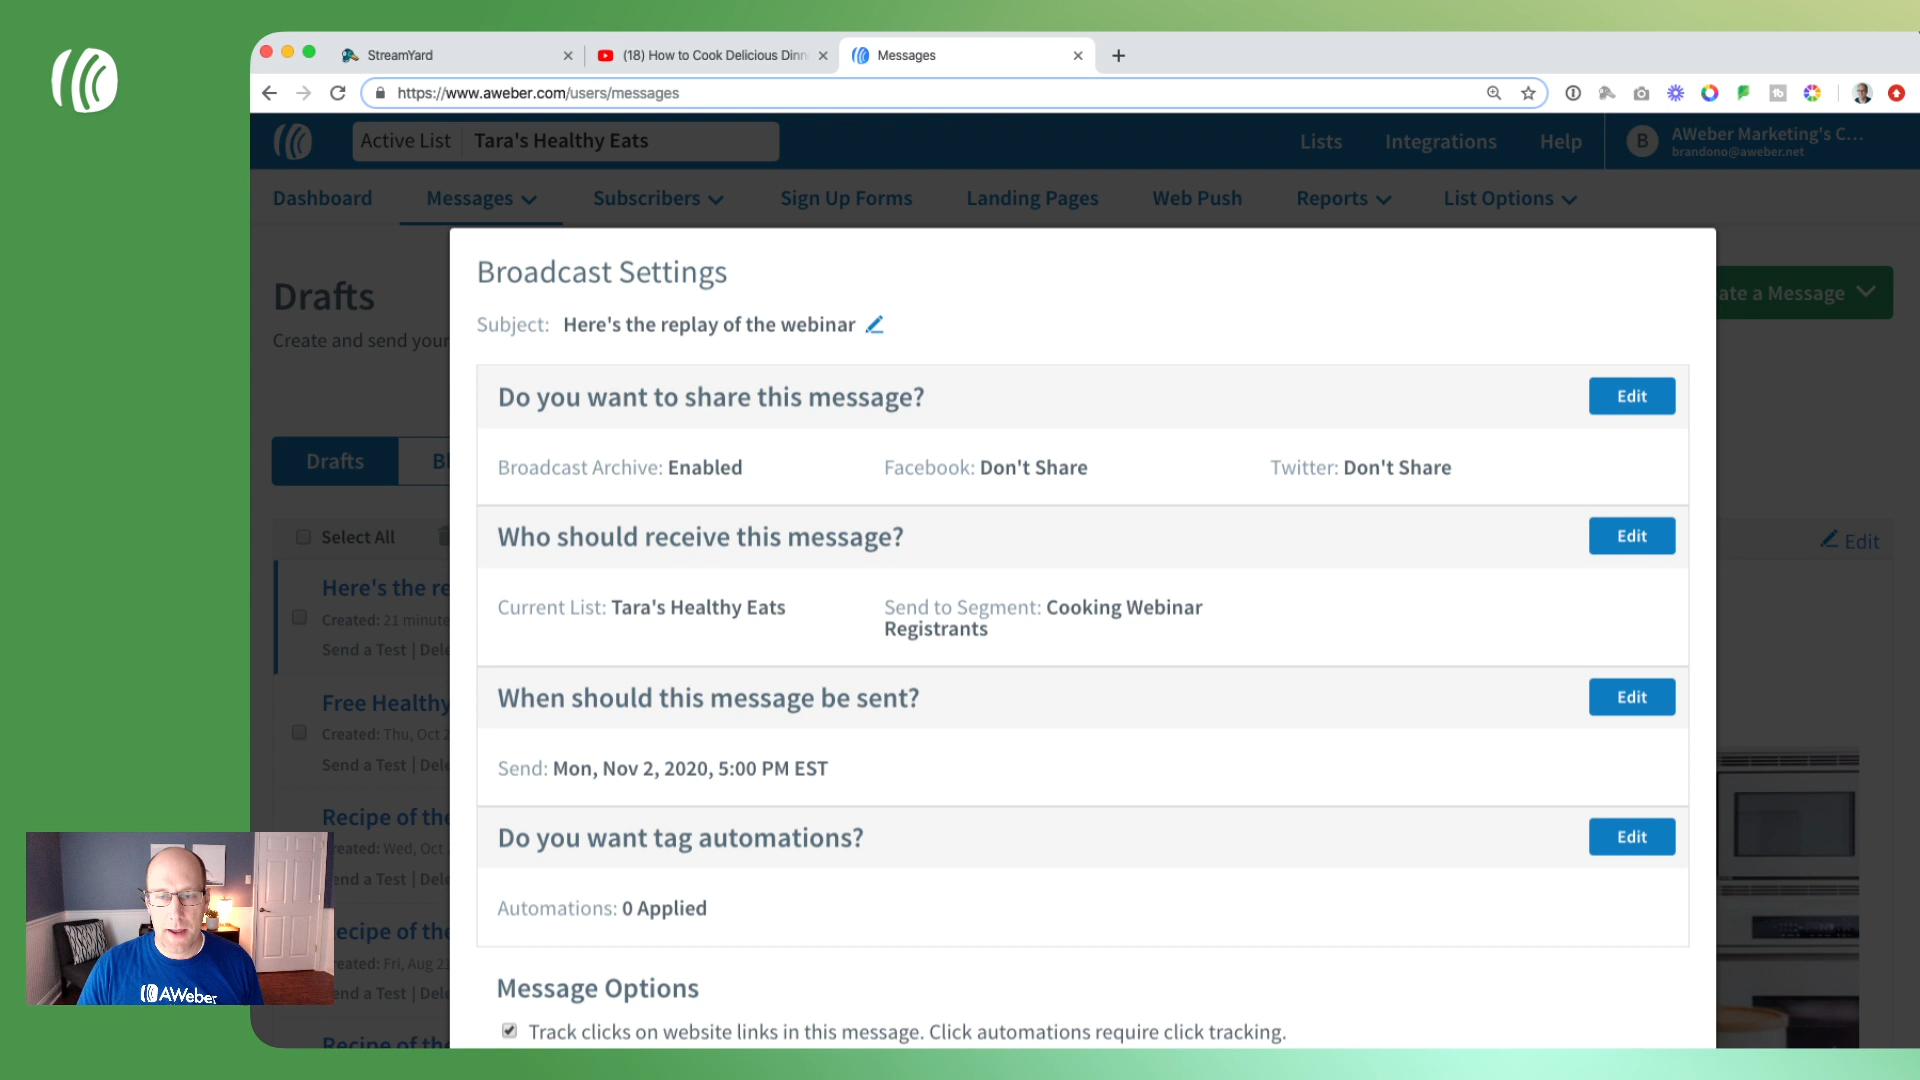 StreamYard
(18) How to Cook Delicious Dinn
Messages
https://www.aweber.com/users/messages
Active List Tara's Healthy Eats
Lists Integrations Help
B AWeber Marketing's C...
brandono@aweber.net
Dashboard Messages Subscribers Sign Up Forms Landing Pages Web Push Reports List Options
Drafts
Create and send your
ate a Message
Broadcast Settings
Subject: Here's the replay of the webinar
Do you want to share this message? Edit
Broadcast Archive: Enabled Facebook: Don't Share Twitter: Don't Share
Who should receive this message? Edit
Current List: Tara's Healthy Eats Send to Segment: Cooking Webinar
Registrants
When should this message be sent? Edit
Send: Mon, Nov 2, 2020, 5:00 PM EST
Do you want tag automations? Edit
Automations: 0 Applied
Message Options
Track clicks on website links in this message. Click automations require click tracking.
Drafts Bl
Select All
Edit
Here's the re
Created: 21 minute
Send a Test | Dele
Free Healthy
Created: Thu, Oct 2
Send a Test | Dele
Recipe of the
eated: Wed, Oct
end a Test | Dele
ecipe of the
eated: Fri, Aug 21
end a Test | Dele
Recipe of the
AWeber